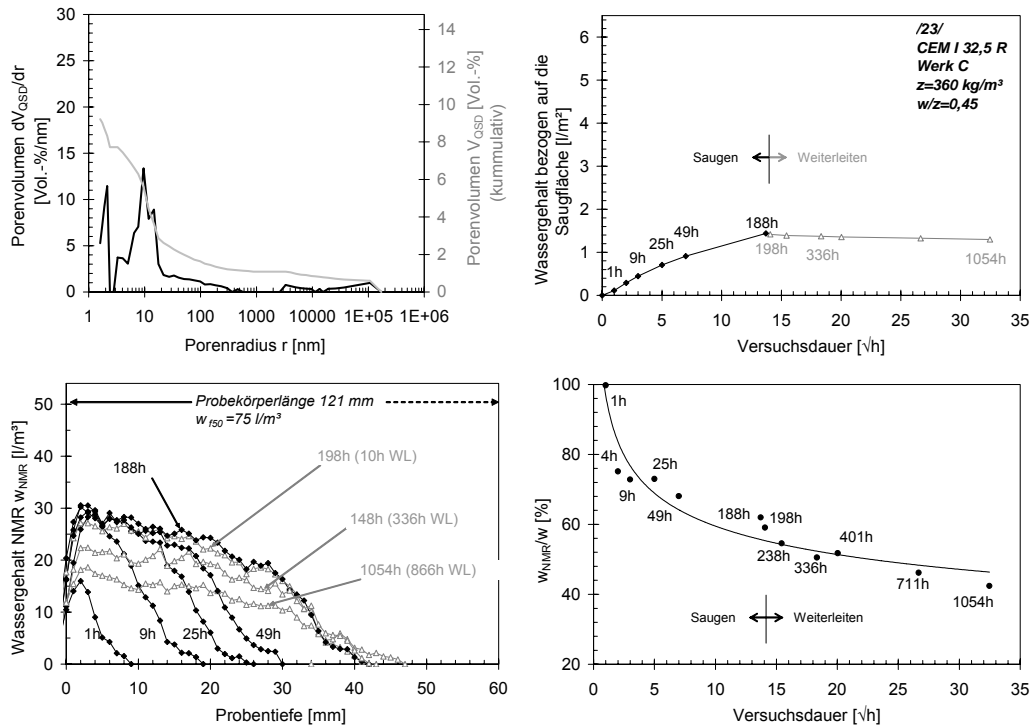 Porenvolumen dV_QSD/dr
[Vol.-%/nm]
30
25
20
15
10
5
0
14
12
10
8
6
4
2
0
Porenvolumen V_QSD [Vol.-%]
(kummulativ)
1 10 100 1000 10000 1E+05 1E+06
Porenradius r [nm]
Wassergehalt bezogen auf die
Saugfläche [l/m²]
6
5
4
3
2
1
0
/23/
CEM I 32,5 R
Werk C
z=360 kg/m³
w/z=0,45
Saugen
Weiterleiten
1h
9h
25h
49h
188h
198h
336h
1054h
0 5 10 15 20 25 30 35
Versuchsdauer [√h]
Wassergehalt NMR w_NMR [l/m³]
50
40
30
20
10
0
Probekörperlänge 121 mm
w_f50 =75 l/m³
188h
198h (10h WL)
148h (336h WL)
1054h (866h WL)
1h
9h
25h
49h
0 10 20 30 40 50 60
Probentiefe [mm]
w_NMR/w [%]
100
80
60
40
20
1h
4h
9h
25h
49h
188h
198h
238h
336h
401h
711h
1054h
Saugen
Weiterleiten
0 5 10 15 20 25 30 35
Versuchsdauer [√h]